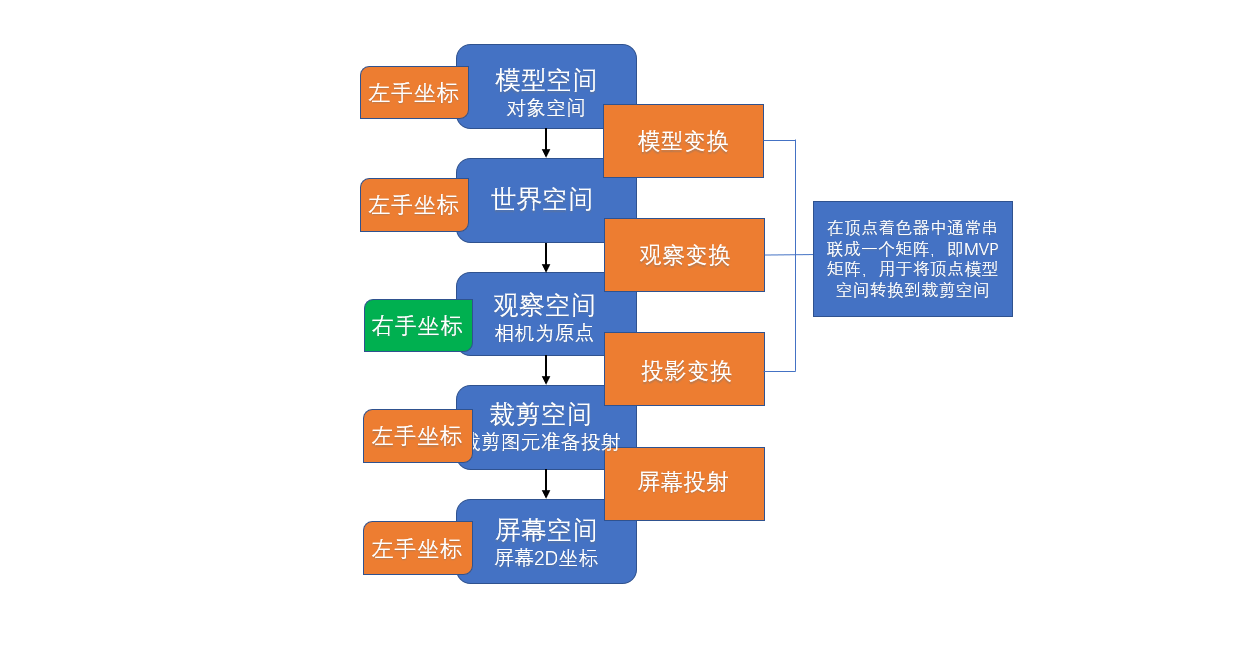 左手坐标
模型空间
对象空间
模型变换
左手坐标
世界空间
观察变换
在顶点着色器中通常串
联成一个矩阵，即MVP
矩阵，用于将顶点模型
空间转换到裁剪空间
右手坐标
观察空间
相机为原点
投影变换
左手坐标
裁剪空间
裁剪图元准备投射
屏幕投射
左手坐标
屏幕空间
屏幕2D坐标